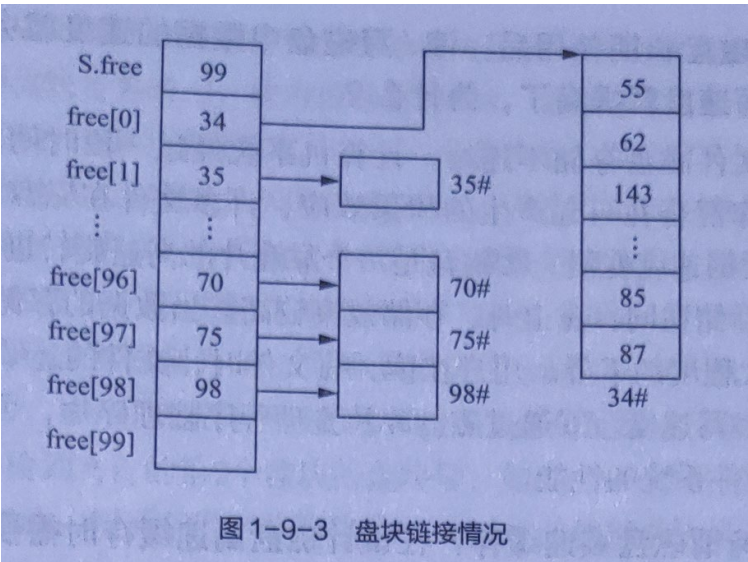 S.free 99
free[0] 34
free[1] 35
⋮ ⋮
free[96] 70
free[97] 75
free[98] 98
free[99]
35#
70#
75#
98#
55
62
143
⋮
85
87
34#
图1-9-3 盘块链接情况